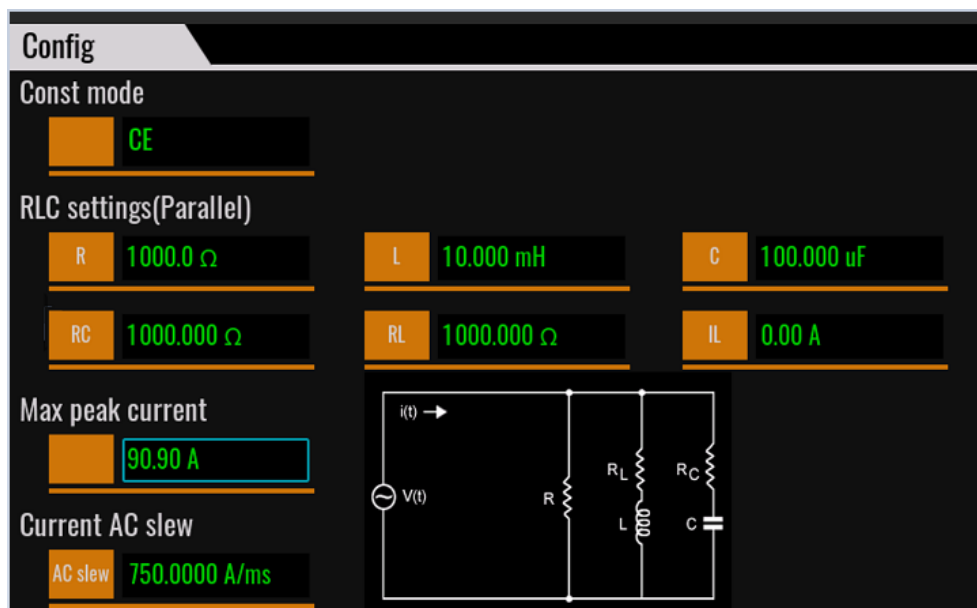 Config
Const mode
CE
RLC settings(Parallel)
R 1000.0 Ω L 10.000 mH C 100.000 uF
RC 1000.000 Ω RL 1000.000 Ω IL 0.00 A
Max peak current
90.90 A
Current AC slew
AC slew 750.0000 A/ms
i(t)
V(t)
R
RL
L
RC
C